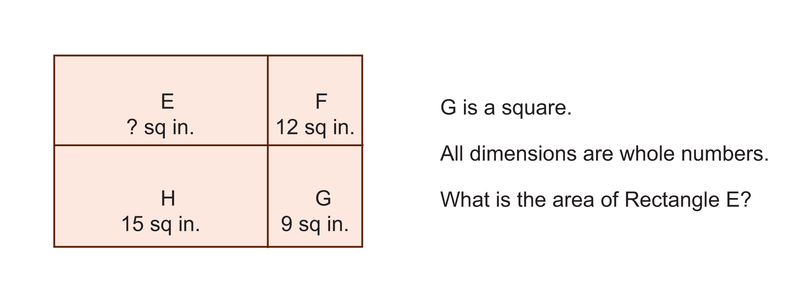 E
? sq in.
F
12 sq in.
H
15 sq in.
G
9 sq in.
G is a square.
All dimensions are whole numbers.
What is the area of Rectangle E?